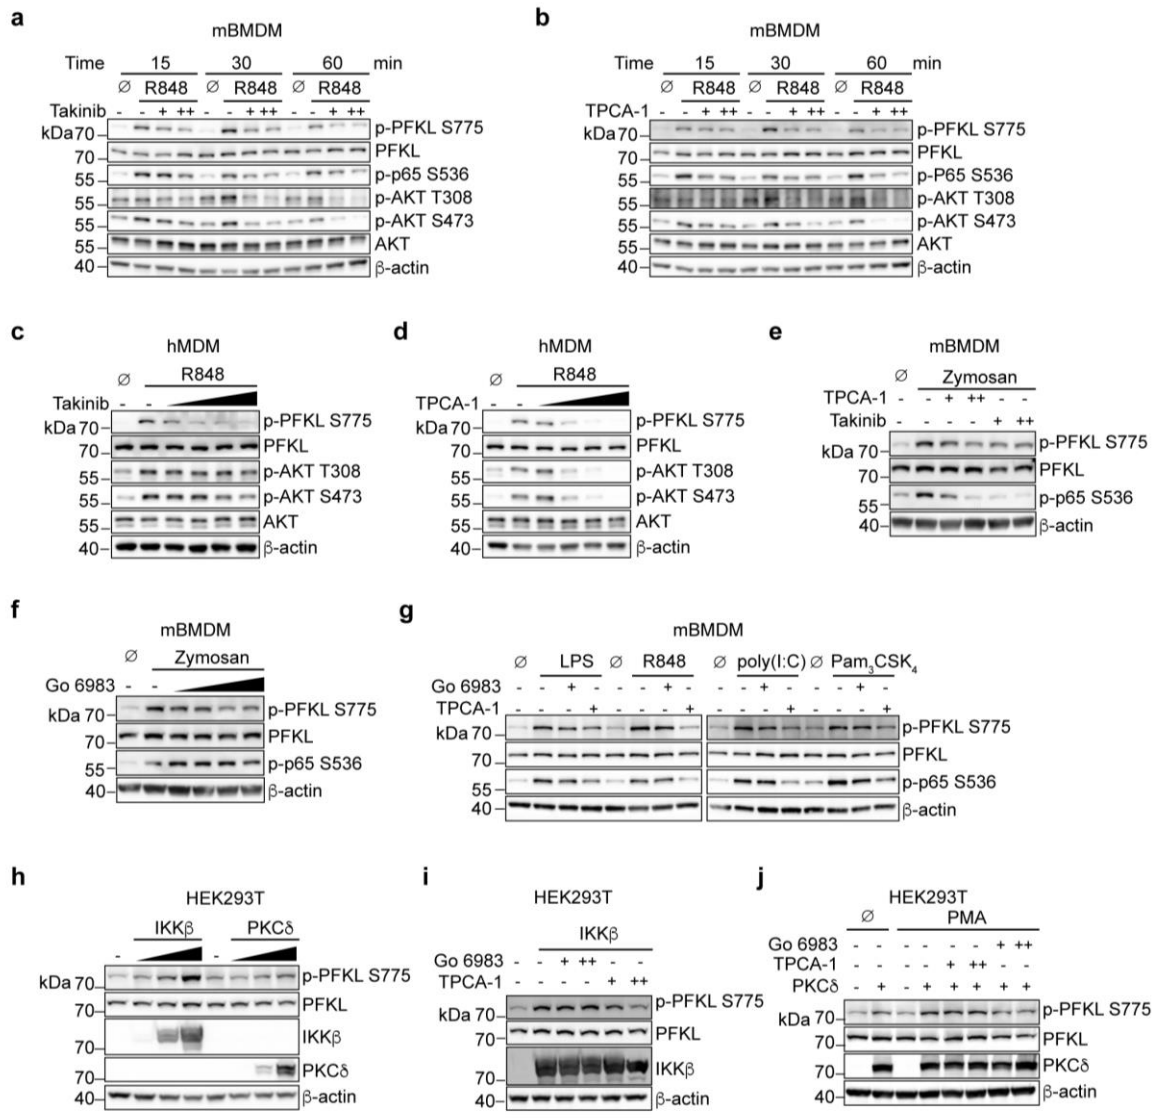 a
mBMDM
Time 15 30 60 min
∅ R848 ∅ R848 ∅ R848
Takinib - - + ++ - - + ++ - - + ++
kDa 70 p-PFKL S775
70 PFKL
55 p-p65 S536
55 p-AKT T308
55 p-AKT S473
55 AKT
40 β-actin
b
mBMDM
Time 15 30 60 min
∅ R848 ∅ R848 ∅ R848
TPCA-1 - - + ++ - - + ++ - - + ++
kDa 70 p-PFKL S775
70 PFKL
55 p-P65 S536
55 p-AKT T308
55 p-AKT S473
55 AKT
40 β-actin
c
hMDM
∅ R848
Takinib - -
kDa 70 p-PFKL S775
70 PFKL
55 p-AKT T308
55 p-AKT S473
55 AKT
40 β-actin
d
hMDM
∅ R848
TPCA-1 - -
kDa 70 p-PFKL S775
70 PFKL
55 p-AKT T308
55 p-AKT S473
55 AKT
40 β-actin
e
mBMDM
∅ Zymosan
TPCA-1 - - + ++
Takinib - - + ++
kDa 70 p-PFKL S775
70 PFKL
55 p-p65 S536
40 β-actin
f
mBMDM
∅ Zymosan
Go 6983 - -
kDa 70 p-PFKL S775
70 PFKL
55 p-p65 S536
40 β-actin
g
mBMDM
∅ LPS ∅ R848 ∅ poly(I:C) ∅ Pam3CSK4
Go 6983 - - + - - + - - + - - +
TPCA-1 - - + - - + - - + - - +
kDa 70 p-PFKL S775
70 PFKL
55 p-p65 S536
40 β-actin
h
HEK293T
- IKKβ - PKCδ
kDa 70 p-PFKL S775
70 PFKL
70 IKKβ
70 PKCδ
40 β-actin
i
HEK293T
IKKβ
Go 6983 - - + ++
TPCA-1 - - + ++
kDa 70 p-PFKL S775
70 PFKL
70 IKKβ
40 β-actin
j
HEK293T
∅ PMA
Go 6983 - - - - + ++
TPCA-1 - - - - + ++
PKCδ - + - + + + + +
kDa 70 p-PFKL S775
70 PFKL
70 PKCδ
40 β-actin